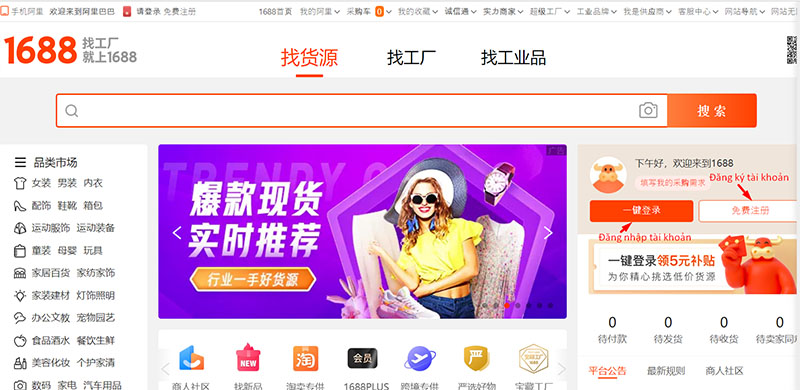 手机阿里 欢迎来到阿里巴巴 请登录 免费注册 1688首页 我的阿里 采购车 0 我的收藏 诚信通 实力商家 超级工厂 工业品牌 我是供应商 客服中心 网站导航
1688 找工厂 就上1688
找货源 找工厂 找工业品
搜 索
品类市场
女装 男装 内衣
配饰 鞋靴 箱包
运动服饰 运动装备
童装 母婴 玩具
家居百货 家纺家饰
家装建材 灯饰照明
办公文教 宠物园艺
食品酒水 餐饮生鲜
美容化妆 个护家清
数码 家电 汽车用品
TRENDY
爆款现货
实时推荐
行业一手好货源
下午好，欢迎来到1688
填写我的采购需求
Đăng ký tài khoản
一键登录 免费注册
Đăng nhập tài khoản
一键登录领5元补贴
为你精心挑选低价货源
0 0 0 0
待付款 待发货 待收货 待卖家同
平台公告 最新规则 商人社区
NEW 淘 会员
商人社区 找新品 淘卖专供 1688PLUS 跨境专供 严选好物 宝藏工厂